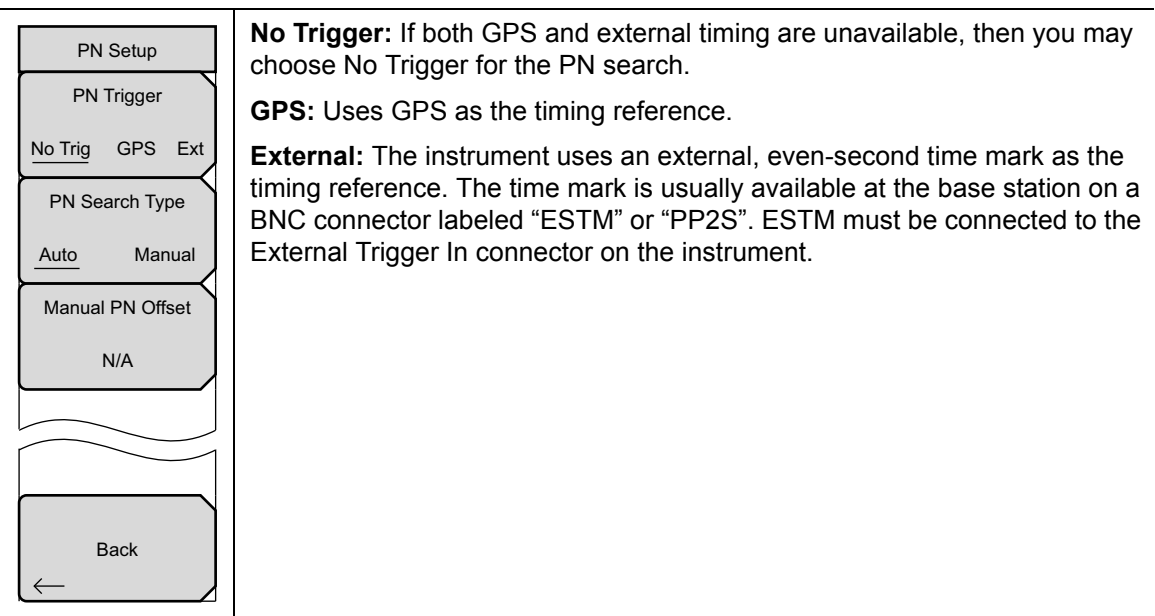 PN Setup
PN Trigger
No Trig GPS Ext
PN Search Type
Auto Manual
Manual PN Offset
N/A
Back
No Trigger: If both GPS and external timing are unavailable, then you may
choose No Trigger for the PN search.
GPS: Uses GPS as the timing reference.
External: The instrument uses an external, even-second time mark as the
timing reference. The time mark is usually available at the base station on a
BNC connector labeled “ESTM” or “PP2S”. ESTM must be connected to the
External Trigger In connector on the instrument.